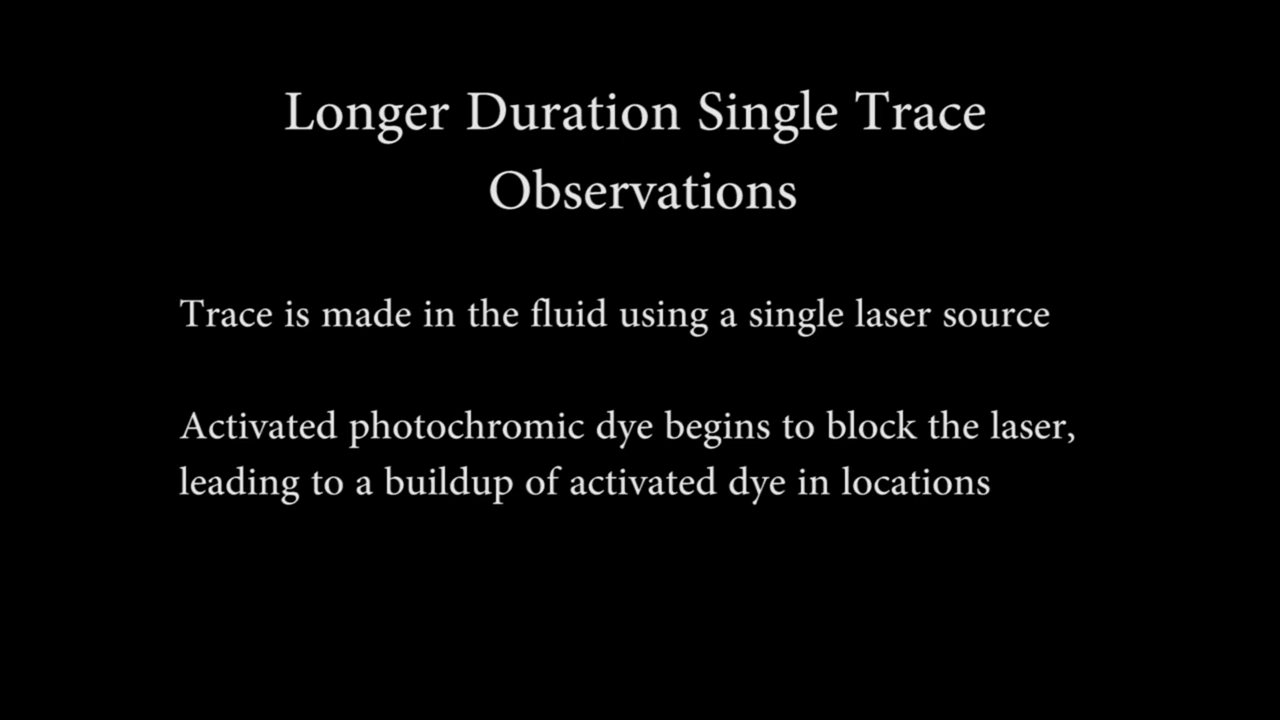 Longer Duration Single Trace
Observations
Trace is made in the fluid using a single laser source
Activated photochromic dye begins to block the laser,
leading to a buildup of activated dye in locations